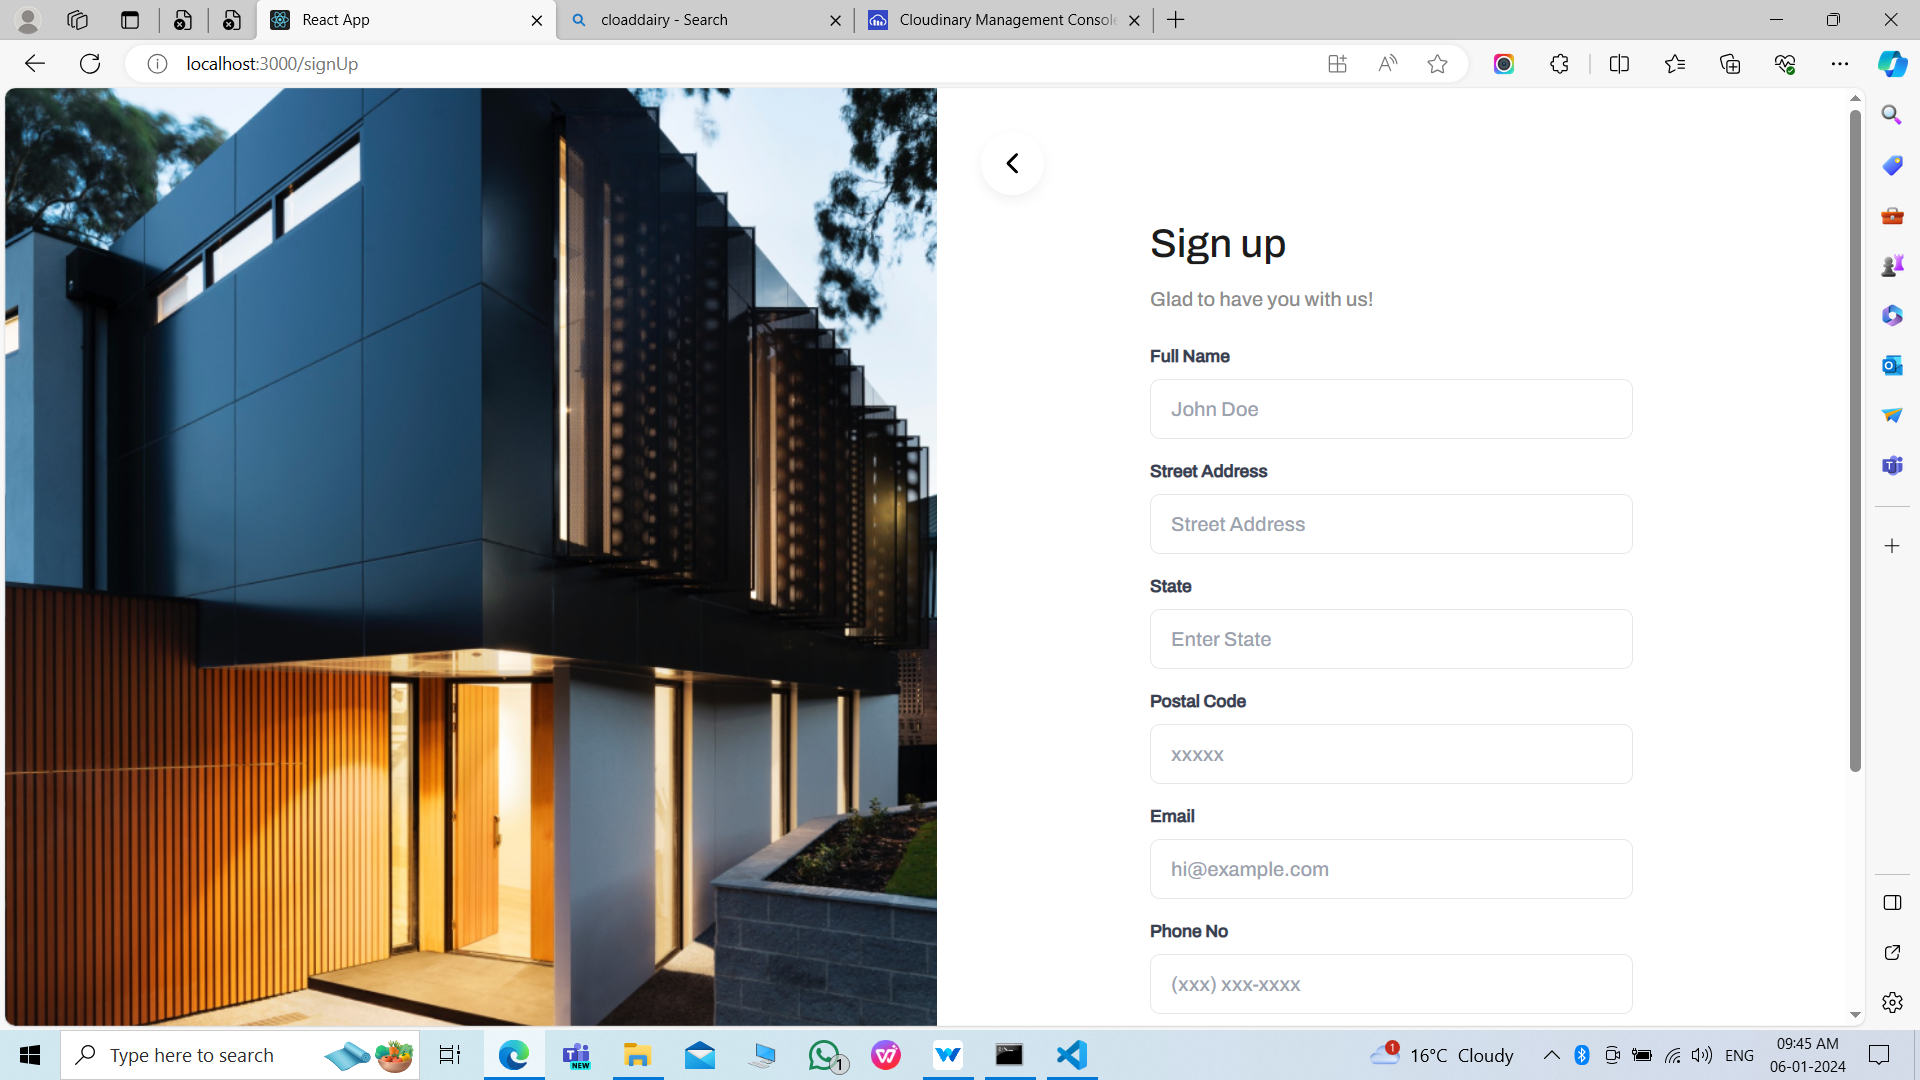 React App
cloaddairy - Search
Cloudinary Management Console
localhost:3000/signUp
Sign up
Glad to have you with us!
Full Name
John Doe
Street Address
Street Address
State
Enter State
Postal Code
xxxxx
Email
hi@example.com
Phone No
(xxx) xxx-xxxx
Type here to search
NEW
1
1
16°C Cloudy
ENG
09:45 AM
06-01-2024